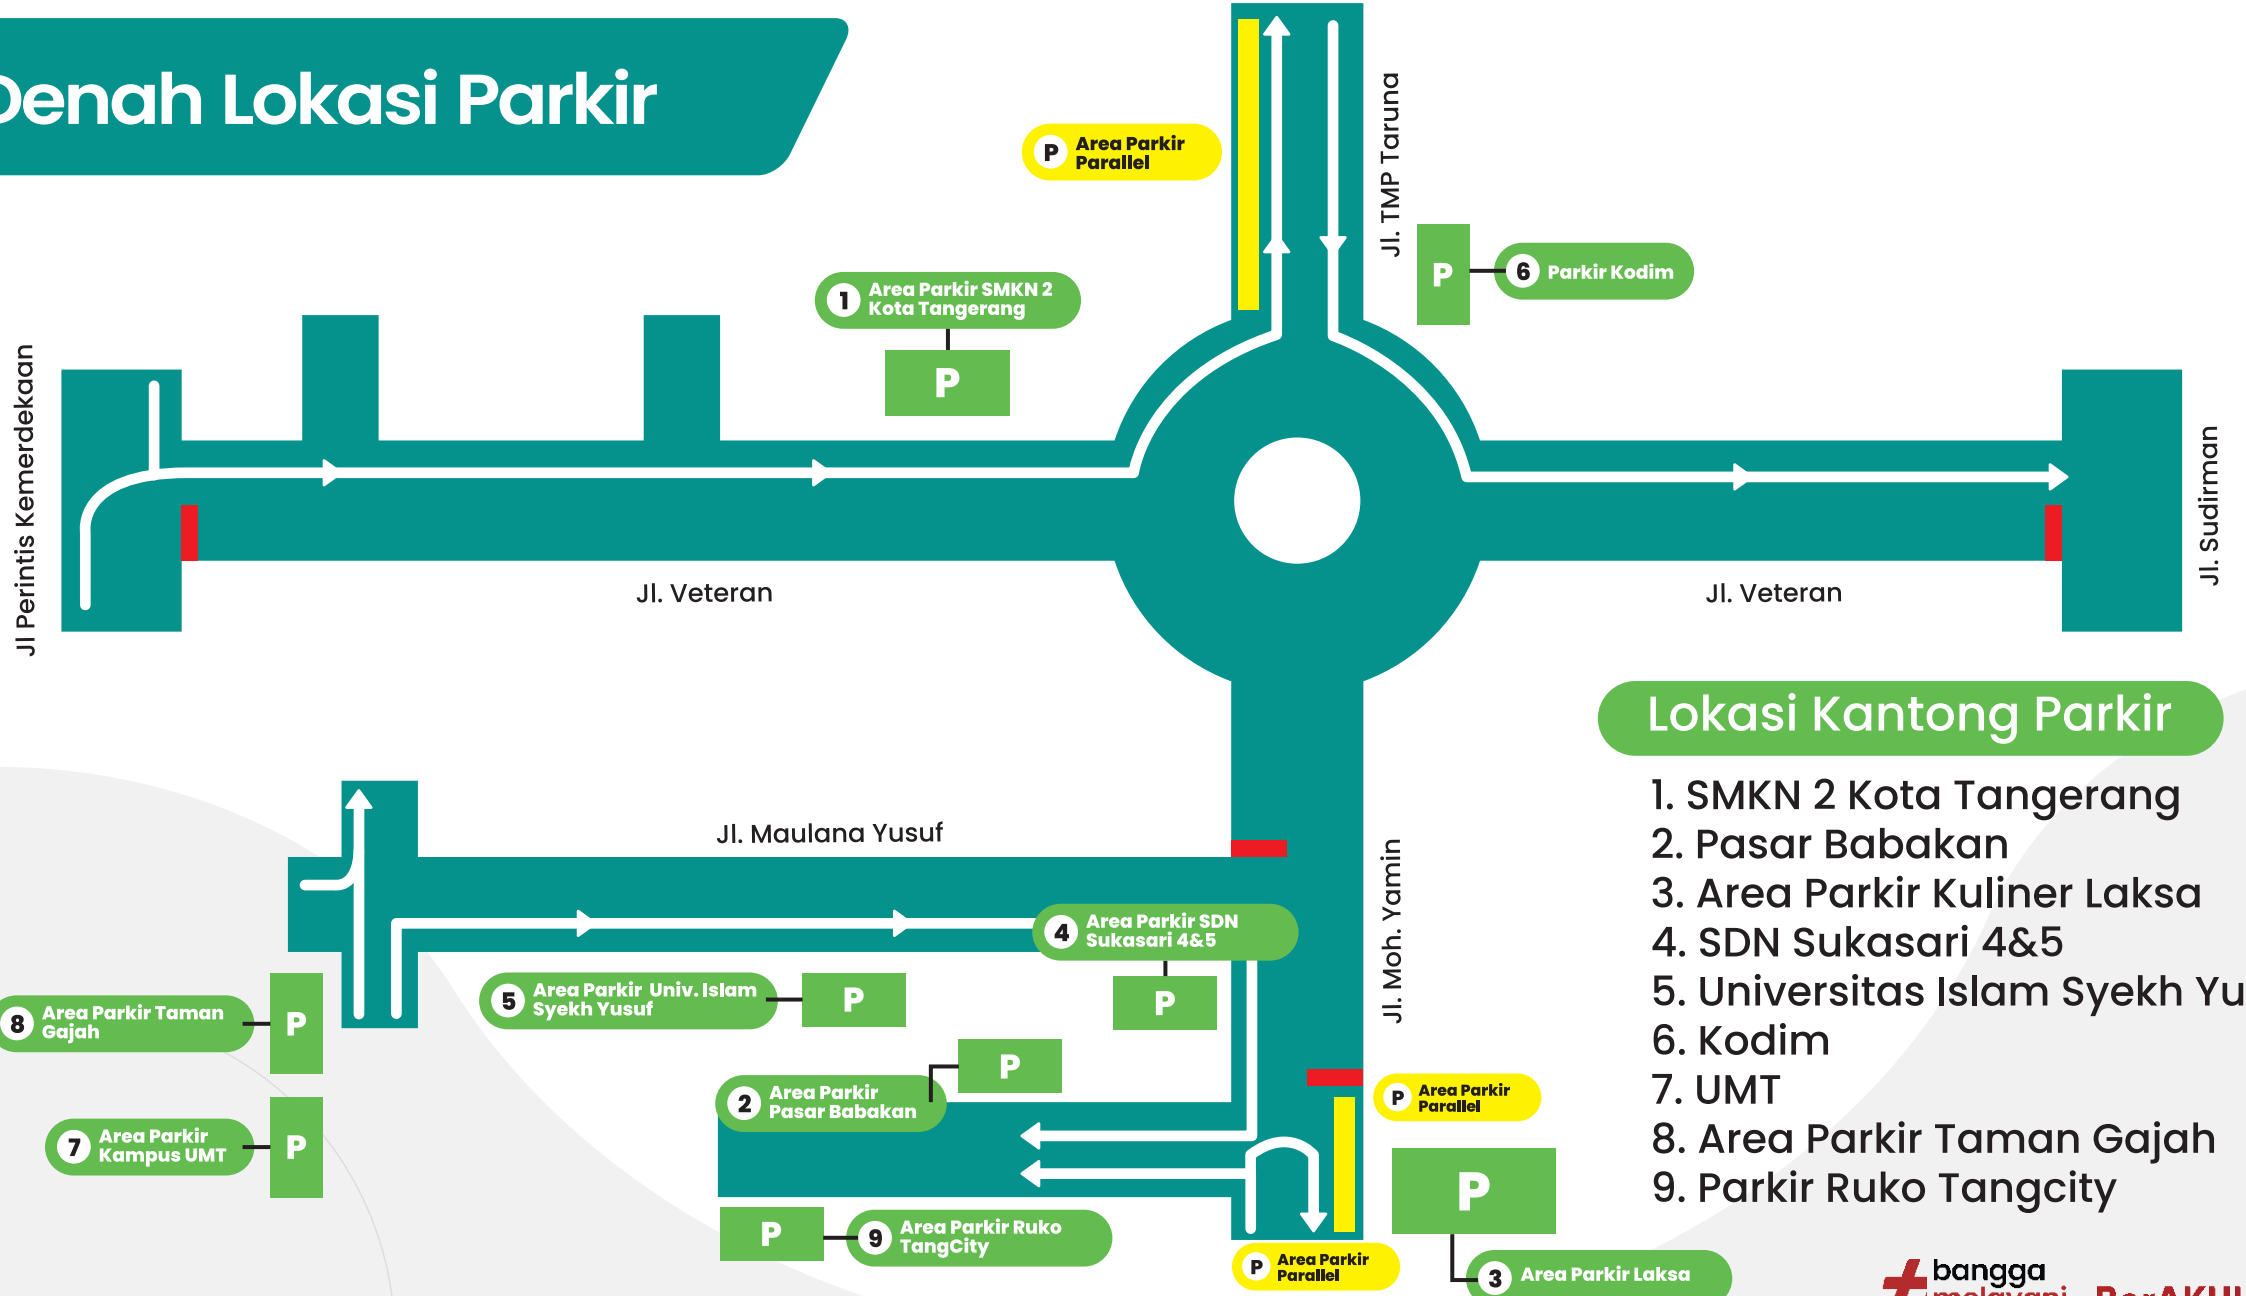 Denah Lokasi Parkir
P Area Parkir
Parallel
Jl. TMP Taruna
P
6 Parkir Kodim
1 Area Parkir SMKN 2
Kota Tangerang
P
Jl Perintis Kemerdekaan
Jl. Sudirman
Jl. Veteran
Jl. Veteran
Lokasi Kantong Parkir
1. SMKN 2 Kota Tangerang
2. Pasar Babakan
3. Area Parkir Kuliner Laksa
4. SDN Sukasari 4&5
5. Universitas Islam Syekh Yu
6. Kodim
7. UMT
8. Area Parkir Taman Gajah
9. Parkir Ruko Tangcity
Jl. Maulana Yusuf
Jl. Moh. Yamin
4 Area Parkir SDN
Sukasari 4&5
P
5 Area Parkir Univ. Islam
Syekh Yusuf
P
8 Area Parkir Taman
Gajah
P
2 Area Parkir
Pasar Babakan
P
P Area Parkir
Parallel
7 Area Parkir
Kampus UMT
P
P
9 Area Parkir Ruko
TangCity
P Area Parkir
Parallel
P
3 Area Parkir Laksa
bangga
melayani